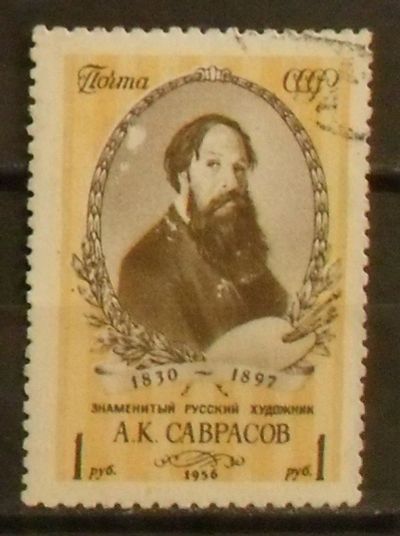 Почта СССР
1830 ~ 1897
ЗНАМЕНИТЫЙ РУССКИЙ ХУДОЖНИК
А.К. САВРАСОВ
1 руб. 1956 руб. 1